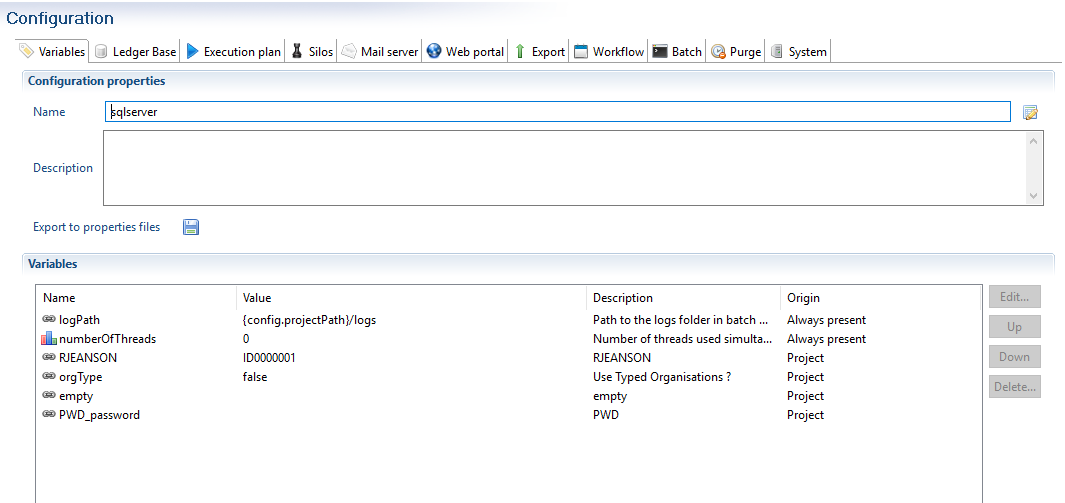 Configuration
Variables Ledger Base Execution plan Silos Mail server Web portal Export Workflow Batch Purge System
Configuration properties
Name sqlserver
Description
Export to properties files
Variables
Name Value Description Origin Edit...
logPath {config.projectPath}/logs Path to the logs folder in batch ... Always present
Up
numberOfThreads 0 Number of threads used simulta... Always present
RJEANSON ID0000001 RJEANSON Project Down
orgType false Use Typed Organisations ? Project
Delete...
empty empty Project
PWD_password PWD Project